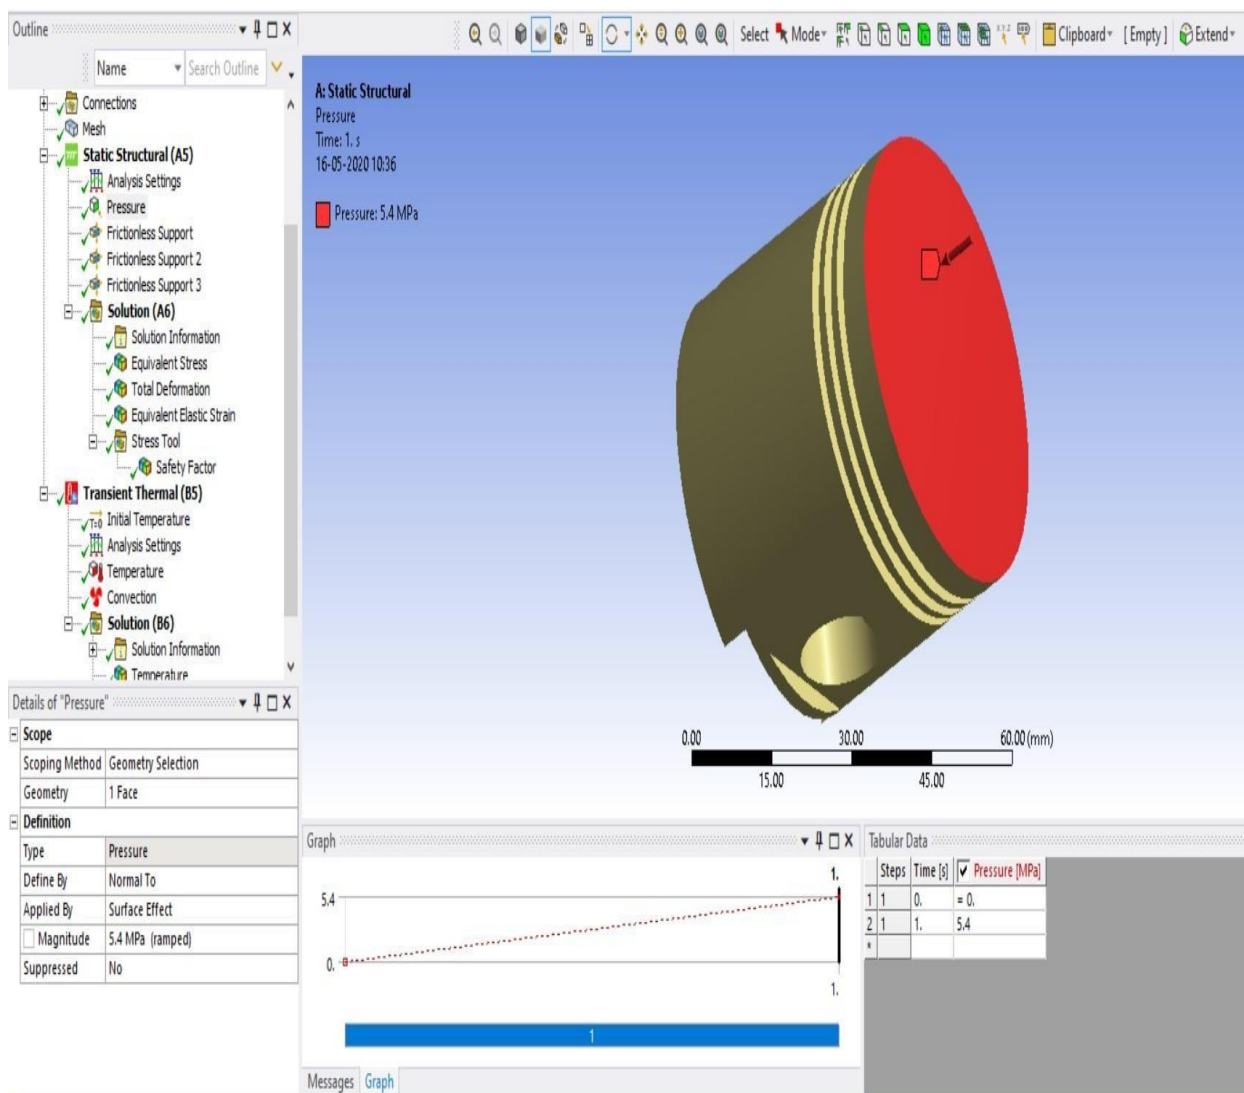 Outline
Name
Search Outline
Connections
Mesh
Static Structural (A5)
Analysis Settings
Pressure
Frictionless Support
Frictionless Support 2
Frictionless Support 3
Solution (A6)
Solution Information
Equivalent Stress
Total Deformation
Equivalent Elastic Strain
Stress Tool
Safety Factor
Transient Thermal (B5)
T=0 Initial Temperature
Analysis Settings
Temperature
Convection
Solution (B6)
Solution Information
Temperature
Details of "Pressure"
Scope
Scoping Method Geometry Selection
Geometry 1 Face
Definition
Type Pressure
Define By Normal To
Applied By Surface Effect
Magnitude 5.4 MPa (ramped)
Suppressed No
Select Mode Clipboard [Empty] Extend
A: Static Structural
Pressure
Time: 1. s
16-05-2020 10:36
Pressure: 5.4 MPa
0.00 30.00 60.00 (mm)
15.00 45.00
Graph
1.
5.4
0.
1.
1
Messages Graph
Tabular Data
Steps Time [s] Pressure [MPa]
1 1 0. = 0.
2 1 1. 5.4
*